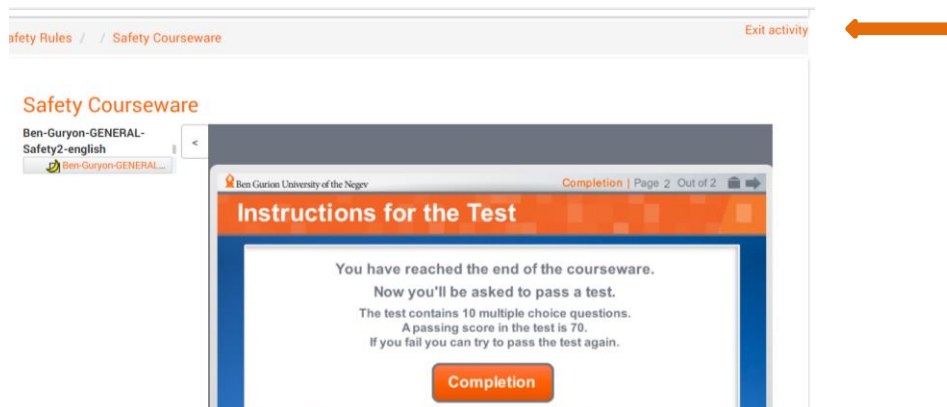 afety Rules / / Safety Courseware
Exit activity
Safety Courseware
Ben-Guryon-GENERAL-
Safety2-english
<
Ben-Guryon-GENERAL...
Ben Gurion University of the Negev
Completion | Page 2 Out of 2
Instructions for the Test
You have reached the end of the courseware.
Now you'll be asked to pass a test.
The test contains 10 multiple choice questions.
A passing score in the test is 70.
If you fail you can try to pass the test again.
Completion